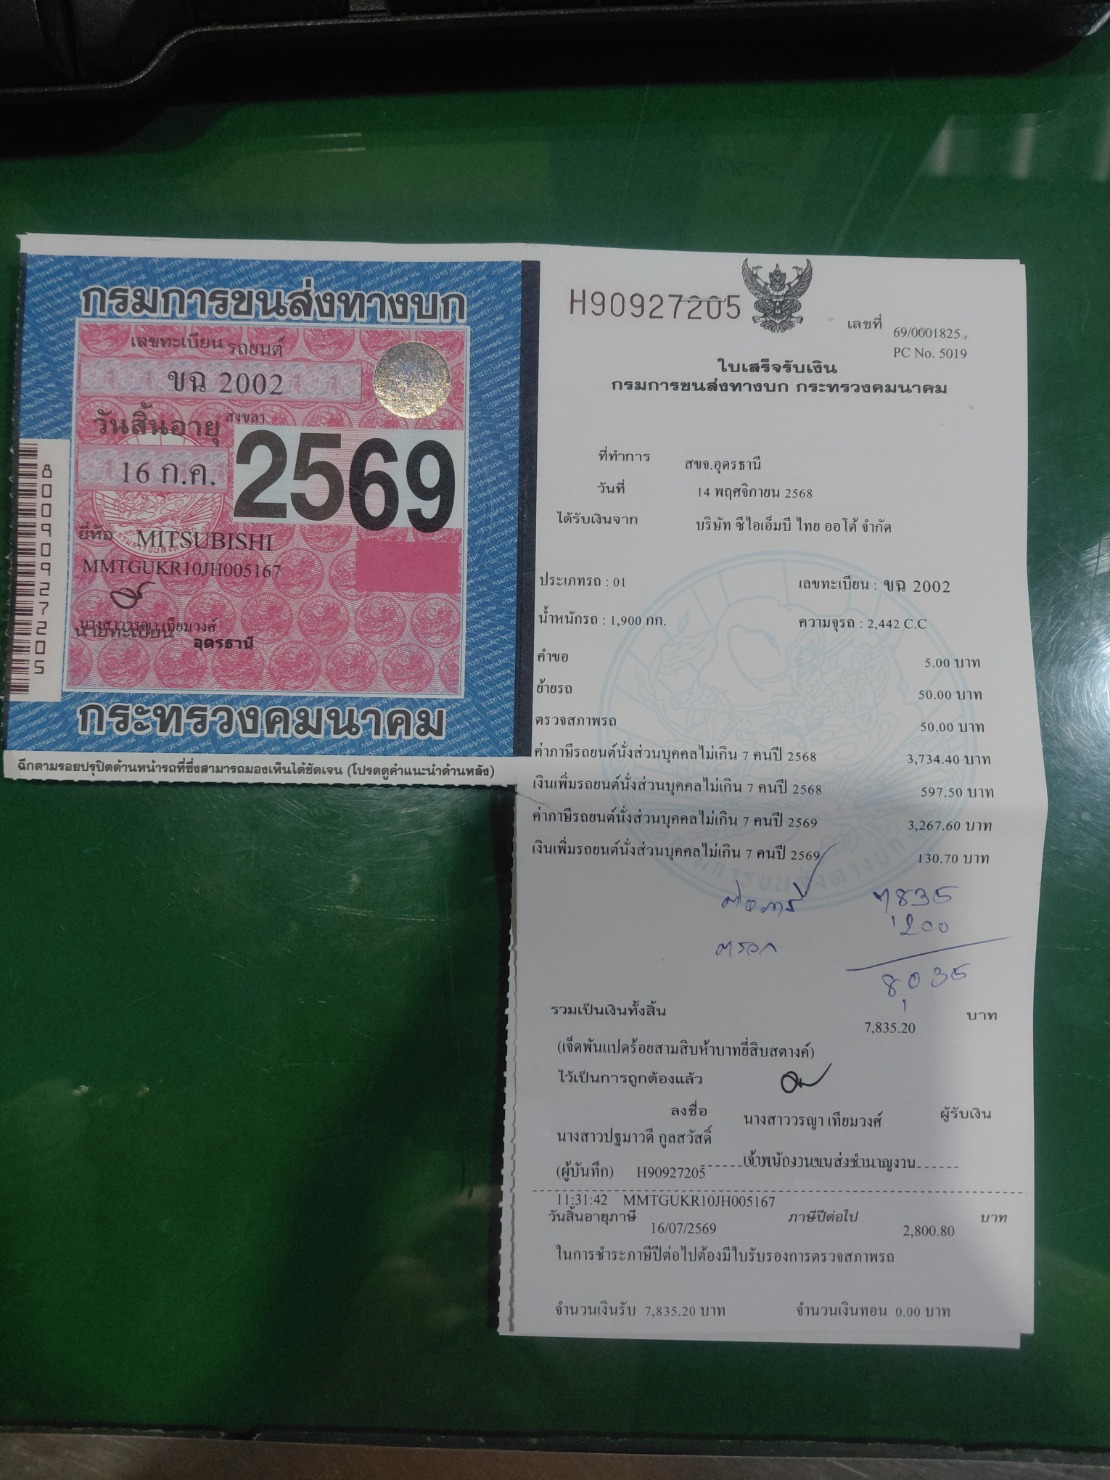 กรมการขนส่งทางบก
เลขทะเบียน รถยนต์
ขฉ 2002
สงขลา
วันสิ้นอายุ
16 ก.ค.
2569
ยี่ห้อ MITSUBISHI
MMTGUKR10JH005167
นางสาววรญา เทียมวงศ์
นายทะเบียน
อุดรธานี
กระทรวงคมนาคม
80090927205
ฉีกตามรอยปรุปิดด้านหน้ารถที่ซึ่งสามารถมองเห็นได้ชัดเจน (โปรดดูคำแนะนำด้านหลัง)
H90927205
เลขที่ 69/0001825
PC No. 5019
ใบเสร็จรับเงิน
กรมการขนส่งทางบก กระทรวงคมนาคม
ที่ทำการ สขจ.อุดรธานี
วันที่ 14 พฤศจิกายน 2568
ได้รับเงินจาก บริษัท ซีไอเอ็มบี ไทย ออโต้ จำกัด
ประเภทรถ : 01 เลขทะเบียน : ขฉ 2002
น้ำหนักรถ : 1,900 กก. ความจุรถ : 2,442 C.C
คำขอ 5.00 บาท
ย้ายรถ 50.00 บาท
ตรวจสภาพรถ 50.00 บาท
ค่าภาษีรถยนต์นั่งส่วนบุคคลไม่เกิน 7 คนปี 2568 3,734.40 บาท
เงินเพิ่มรถยนต์นั่งส่วนบุคคลไม่เกิน 7 คนปี 2568 597.50 บาท
ค่าภาษีรถยนต์นั่งส่วนบุคคลไม่เกิน 7 คนปี 2569 3,267.60 บาท
เงินเพิ่มรถยนต์นั่งส่วนบุคคลไม่เกิน 7 คนปี 2569 130.70 บาท
7,835
200
8,035
รวมเป็นเงินทั้งสิ้น 7,835.20 บาท
(เจ็ดพันแปดร้อยสามสิบห้าบาทยี่สิบสตางค์)
ไว้เป็นการถูกต้องแล้ว
ลงชื่อ นางสาววรญา เทียมวงศ์ ผู้รับเงิน
นางสาวปฐมาวดี กูลสวัสดิ์
เจ้าพนักงานขนส่งชำนาญงาน
(ผู้บันทึก) H90927205
11:31:42 MMTGUKR10JH005167
วันสิ้นอายุภาษี 16/07/2569 ภาษีปีต่อไป 2,800.80 บาท
ในการชำระภาษีปีต่อไปต้องมีใบรับรองการตรวจสภาพรถ
จำนวนเงินรับ 7,835.20 บาท จำนวนเงินทอน 0.00 บาท